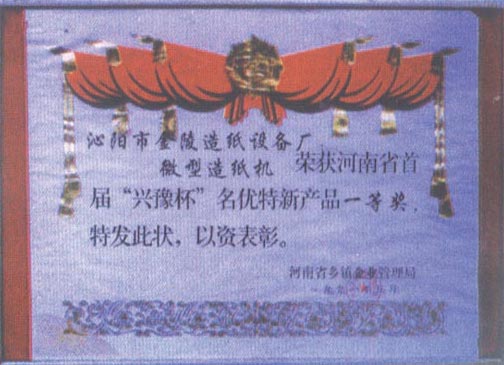 沁阳市金陵造纸设备厂
微型造纸机 荣获河南省首
届“兴豫杯”名优特新产品一等奖.
特发此状，以资表彰。
河南省乡镇企业管理局